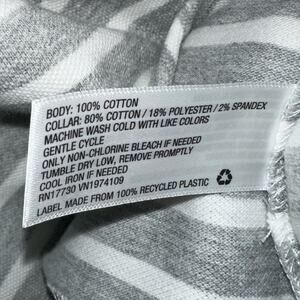 BODY: 100% COTTON
COLLAR: 80% COTTON / 18% POLYESTER / 2% SPANDEX
MACHINE WASH COLD WITH LIKE COLORS
GENTLE CYCLE
ONLY NON-CHLORINE BLEACH IF NEEDED
TUMBLE DRY LOW, REMOVE PROMPTLY
COOL IRON IF NEEDED
RN17730 VN1974109
LABEL MADE FROM 100% RECYCLED PLASTIC